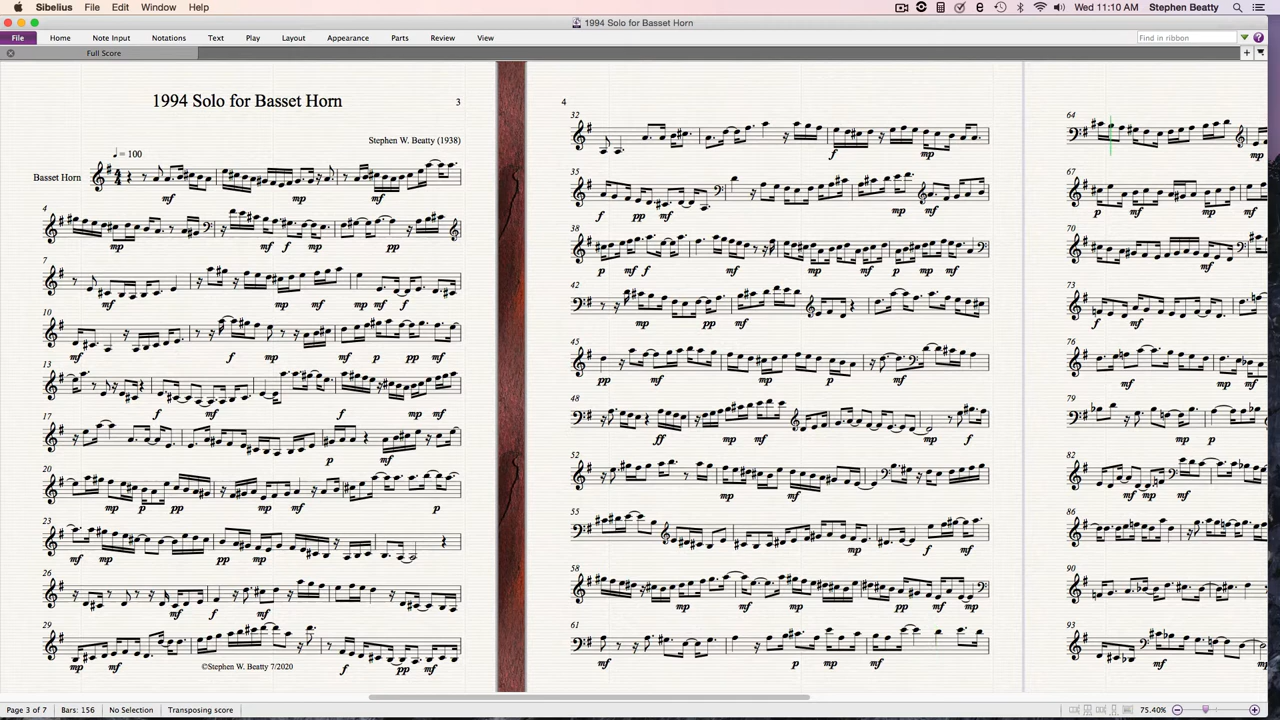 Sibelius File Edit Window Help Wed 11:10 AM Stephen Beatty
1994 Solo for Basset Horn
File Home Note Input Notations Text Play Layout Appearance Parts Review View Find in ribbon
Full Score
1994 Solo for Basset Horn
3
Stephen W. Beatty (1938)
= 100
Basset Horn
mf mp mf
4
mp mf f mp pp
7
mf mp mf mp mf f
10
mf f mp mf p pp mf
13
f mf f mp mf
17
p mf
20
mp p pp mp mf p
23
mf mp pp mp
26
mf f mf
29
mp mf f pp mf
©Stephen W. Beatty 7/2020
4
32
f mp
35
f pp mf mp mp mf
38
p mf f mf mp mf p mp mf
42
mp pp mf
45
pp mf mp p mf
48
ff mp mf mp f
52
mp mf
55
mp f mp
58
mp mf mp pp mf mp
61
mf p mp mf
64
mp
67
p mf
70
mf
73
f mf
76
mf mp mf
79
mp p
82
mf mp mf
86
90
93
Page 3 of 7 Bars: 156 No Selection Transposing score 75.40%